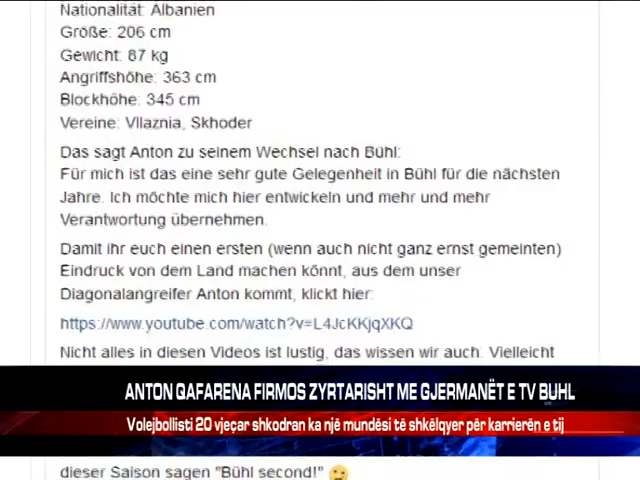 Nationalität: Albanien
Größe: 206 cm
Gewicht: 87 kg
Angriffshöhe: 363 cm
Blockhöhe: 345 cm
Vereine: Vllaznia, Skhoder
Das sagt Anton zu seinem Wechsel nach Bühl:
Für mich ist das eine sehr gute Gelegenheit in Bühl für die nächsten
Jahre. Ich möchte mich hier entwickeln und mehr und mehr
Verantwortung übernehmen.
Damit ihr euch einen ersten (wenn auch nicht ganz ernst gemeinten)
Eindruck von dem Land machen könnt, aus dem unser
Diagonalangreifer Anton kommt, klickt hier:
https://www.youtube.com/watch?v=L4JcKKjqXKQ
Nicht alles in diesen Videos ist lustig, das wissen wir auch. Vielleicht
ANTON QAFARENA FIRMOS ZYRTARISHT ME GJERMANËT E TV BUHL
Volejbollisti 20 vjeçar shkodran ka një mundësi të shkëlqyer për karrierën e tij
dieser Saison sagen "Bühl second!"